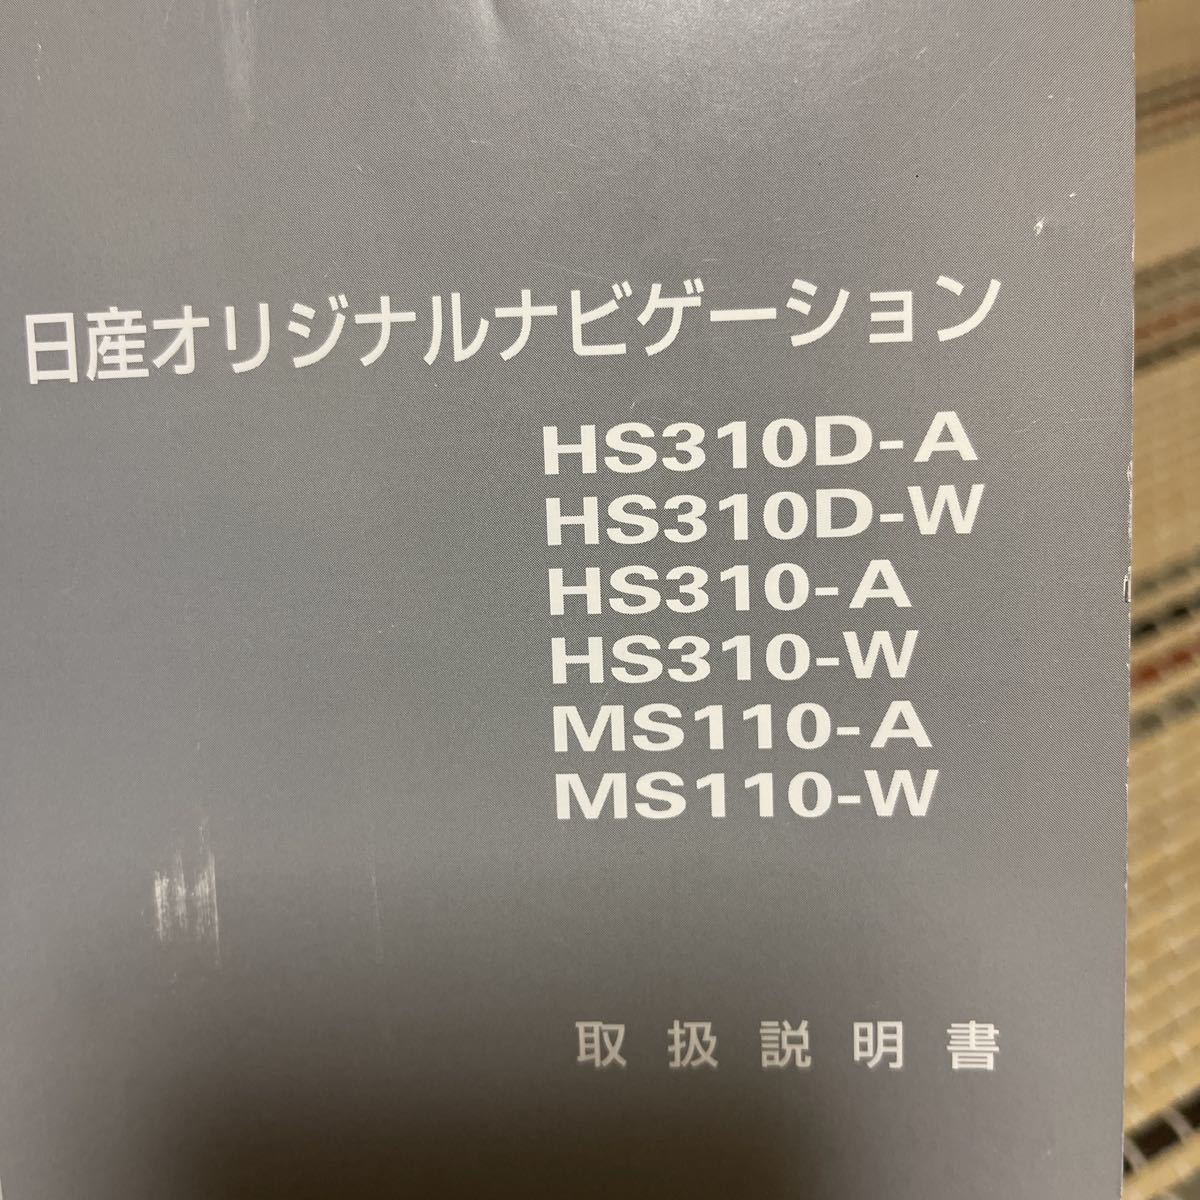 日産オリジナルナビゲーション
HS310D-A
HS310D-W
HS310-A
HS310-W
MS110-A
MS110-W
取扱説明書